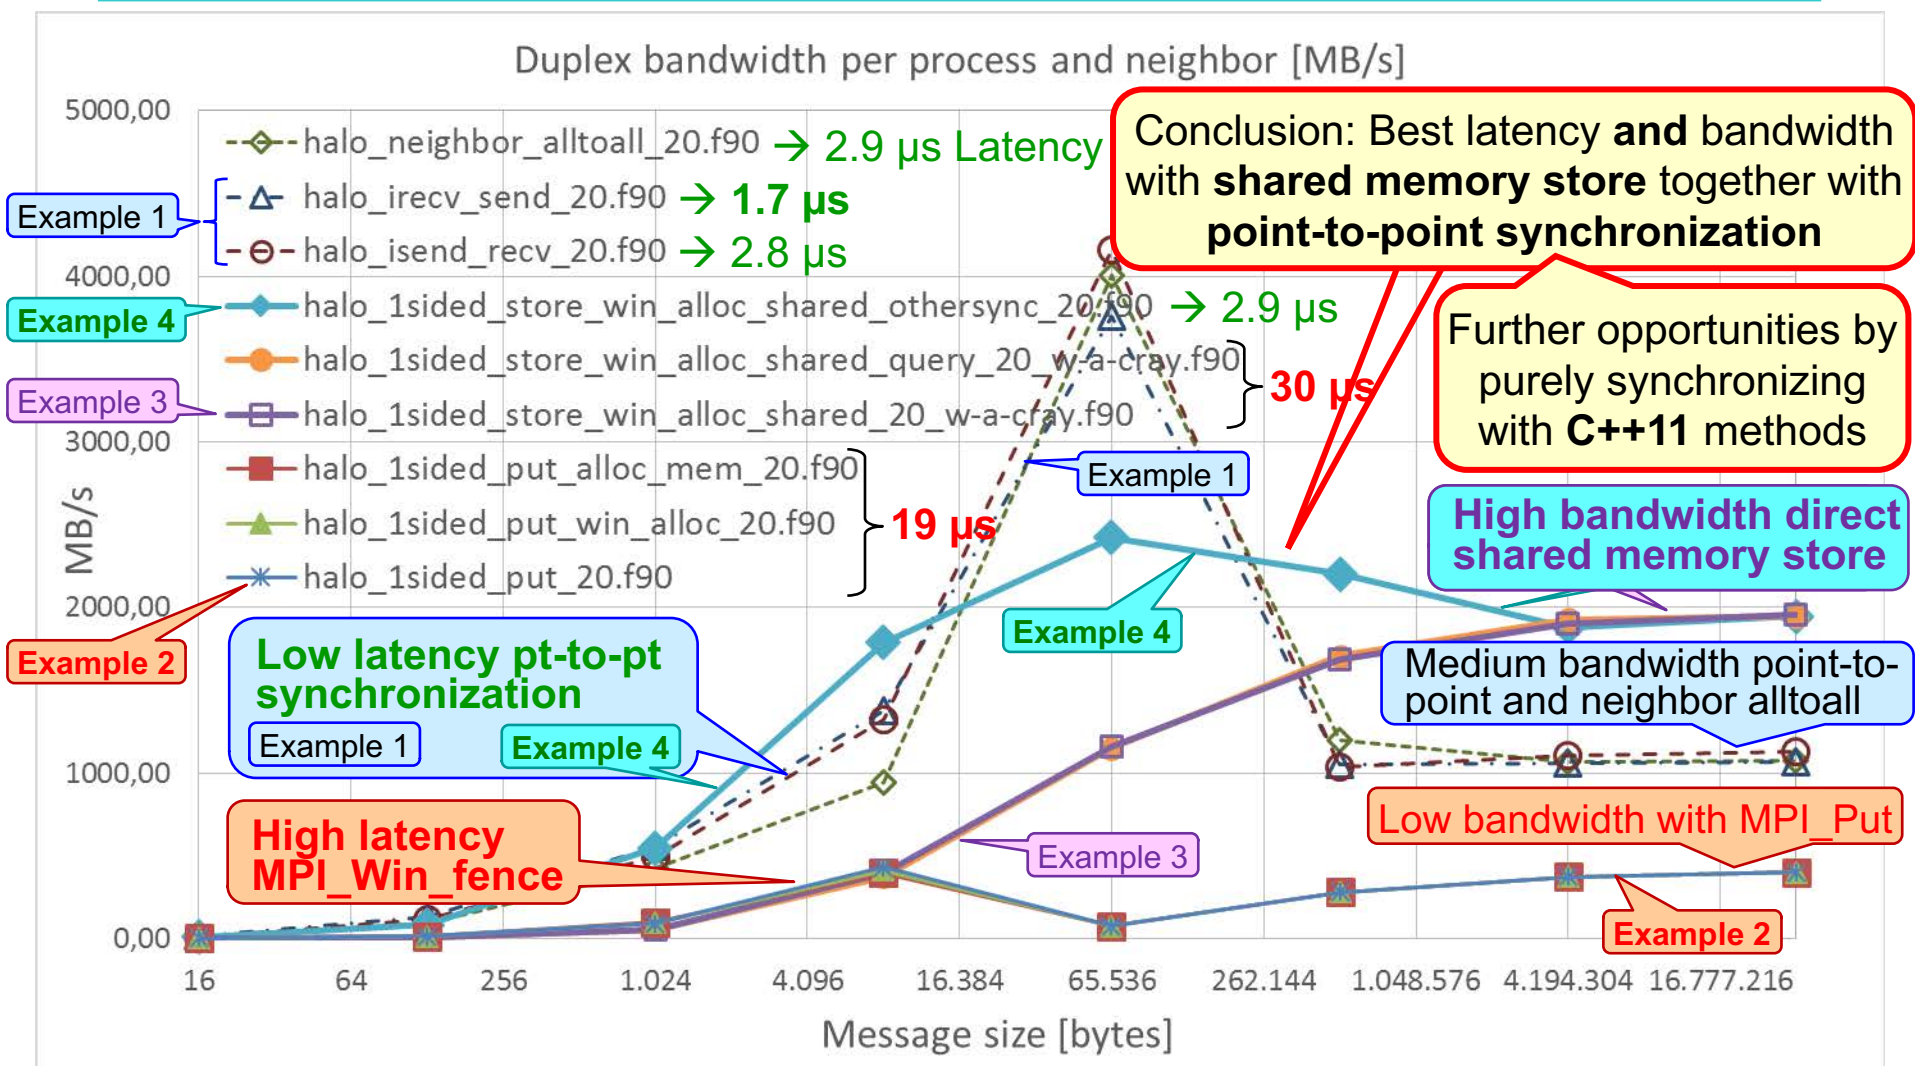 Duplex bandwidth per process and neighbor [MB/s]
5000,00
4000,00
3000,00
2000,00
1000,00
0,00
MB/s
halo_neighbor_alltoall_20.f90 → 2.9 µs Latency
Example 1
halo_irecv_send_20.f90 → 1.7 µs
halo_isend_recv_20.f90 → 2.8 µs
Example 4
halo_1sided_store_win_alloc_shared_othersync_20.f90 → 2.9 µs
halo_1sided_store_win_alloc_shared_query_20_w-a-cray.f90
30 µs
Example 3
halo_1sided_store_win_alloc_shared_20_w-a-cray.f90
halo_1sided_put_alloc_mem_20.f90
halo_1sided_put_win_alloc_20.f90
19 µs
halo_1sided_put_20.f90
Example 2
Conclusion: Best latency and bandwidth
with shared memory store together with
point-to-point synchronization
Further opportunities by
purely synchronizing
with C++11 methods
Example 1
High bandwidth direct
shared memory store
Example 4
Low latency pt-to-pt
synchronization
Example 1
Example 4
Medium bandwidth point-to-
point and neighbor alltoall
High latency
MPI_Win_fence
Example 3
Low bandwidth with MPI_Put
Example 2
16
64
256
1.024
4.096
16.384
65.536
262.144
1.048.576
4.194.304
16.777.216
Message size [bytes]